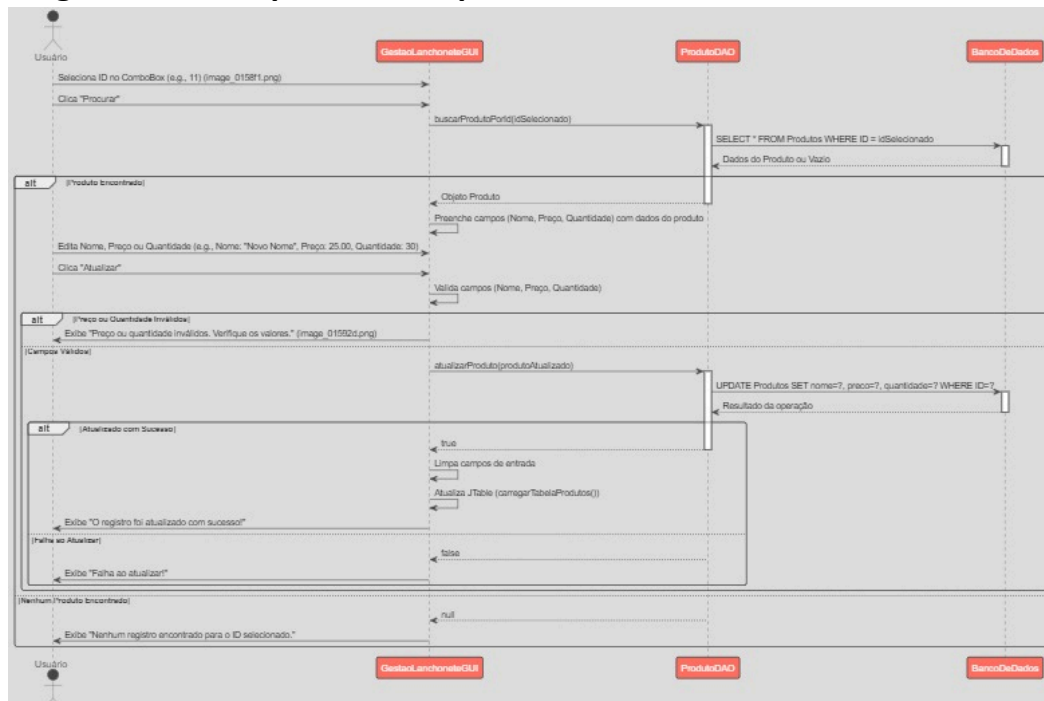 Usuário
GestaoLanchoneteGUI
ProdutoDAO
BancoDeDados
Seleciona ID no ComboBox (e.g., 11) (image_0158f1.png)
Clica "Procurar"
buscarProdutoPorId(idSelecionado)
SELECT * FROM Produtos WHERE ID = idSelecionado
Dados do Produto ou Vazio
alt [Produto Encontrado]
Objeto Produto
Preenche campos (Nome, Preço, Quantidade) com dados do produto
Edita Nome, Preço ou Quantidade (e.g., Nome: "Novo Nome", Preço: 25.00, Quantidade: 30)
Clica "Atualizar"
Valida campos (Nome, Preço, Quantidade)
alt [Preço ou Quantidade Inválidos]
Exibe "Preço ou quantidade inválidos. Verifique os valores." (image_01592d.png)
[Campos Válidos]
atualizarProduto(produtoAtualizado)
UPDATE Produtos SET nome=?, preco=?, quantidade=? WHERE ID=?
Resultado da operação
alt [Atualizado com Sucesso]
true
Limpa campos de entrada
Atualiza JTable (carregarTabelaProdutos())
Exibe "O registro foi atualizado com sucesso!"
[Falha ao Atualizar]
false
Exibe "Falha ao atualizar!"
[Nenhum Produto Encontrado]
null
Exibe "Nenhum registro encontrado para o ID selecionado."
Usuário
GestaoLanchoneteGUI
ProdutoDAO
BancoDeDados